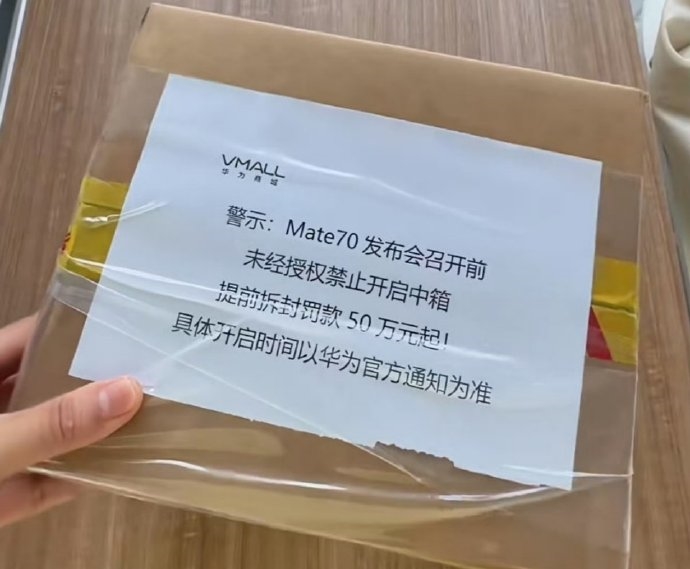 VMALL
华为商城
警示：Mate70 发布会召开前
未经授权禁止开启中箱
提前拆封罚款 50 万元起！
具体开启时间以华为官方通知为准